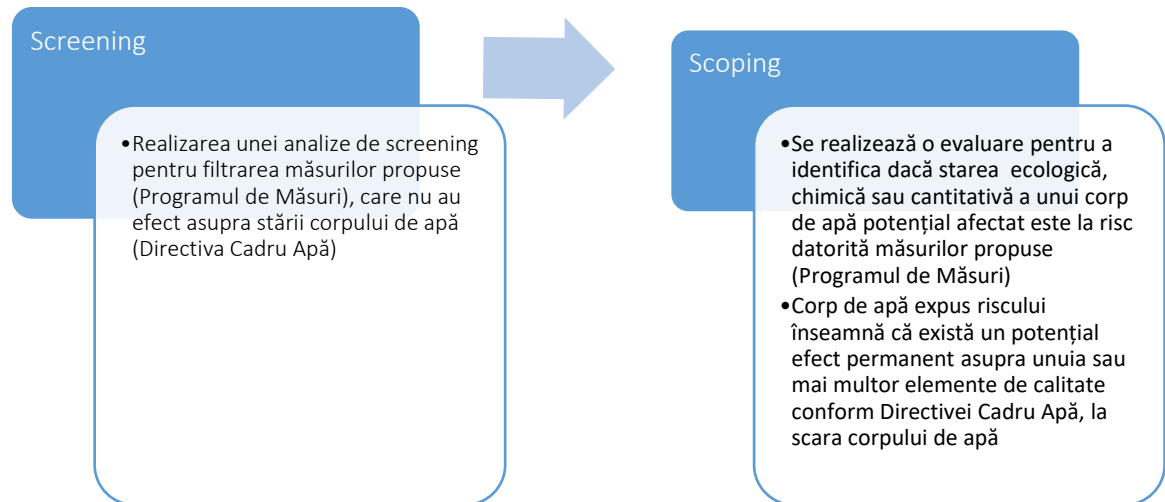 Screening
•Realizarea unei analize de screening
pentru filtrarea măsurilor propuse
(Programul de Măsuri), care nu au
efect asupra stării corpului de apă
(Directiva Cadru Apă)
Scoping
•Se realizează o evaluare pentru a
identifica dacă starea ecologică,
chimică sau cantitativă a unui corp
de apă potențial afectat este la risc
datorită măsurilor propuse
(Programul de Măsuri)
•Corp de apă expus riscului
înseamnă că există un potențial
efect permanent asupra unuia sau
mai multor elemente de calitate
conform Directivei Cadru Apă, la
scara corpului de apă